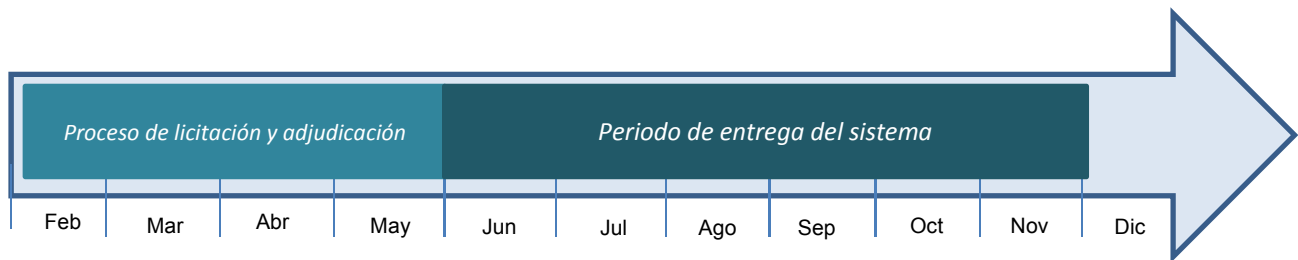 Proceso de licitación y adjudicación
Periodo de entrega del sistema
Feb Mar Abr May Jun Jul Ago Sep Oct Nov Dic